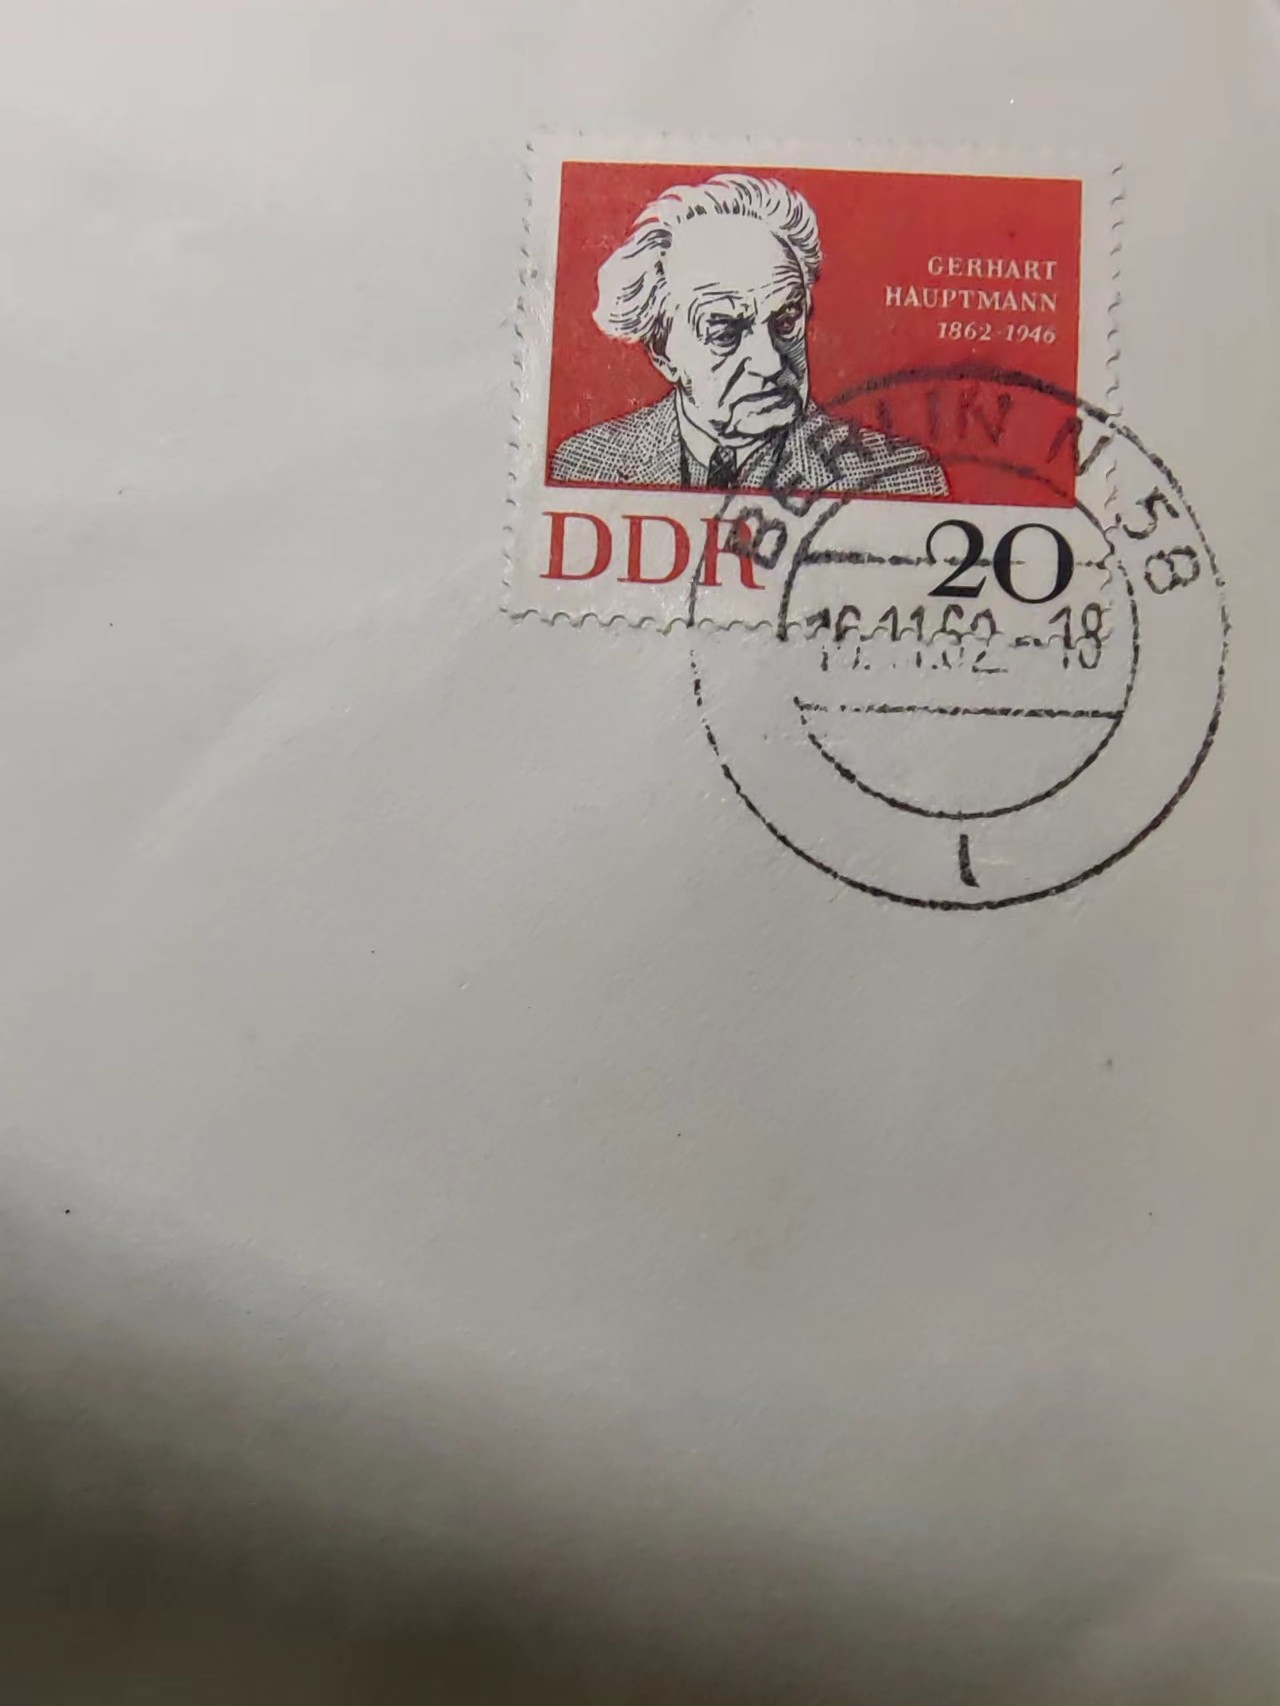 GERHART
HAUPTMANN
1862-1946
DDR 20
BERLIN N 58
16.11.62-18